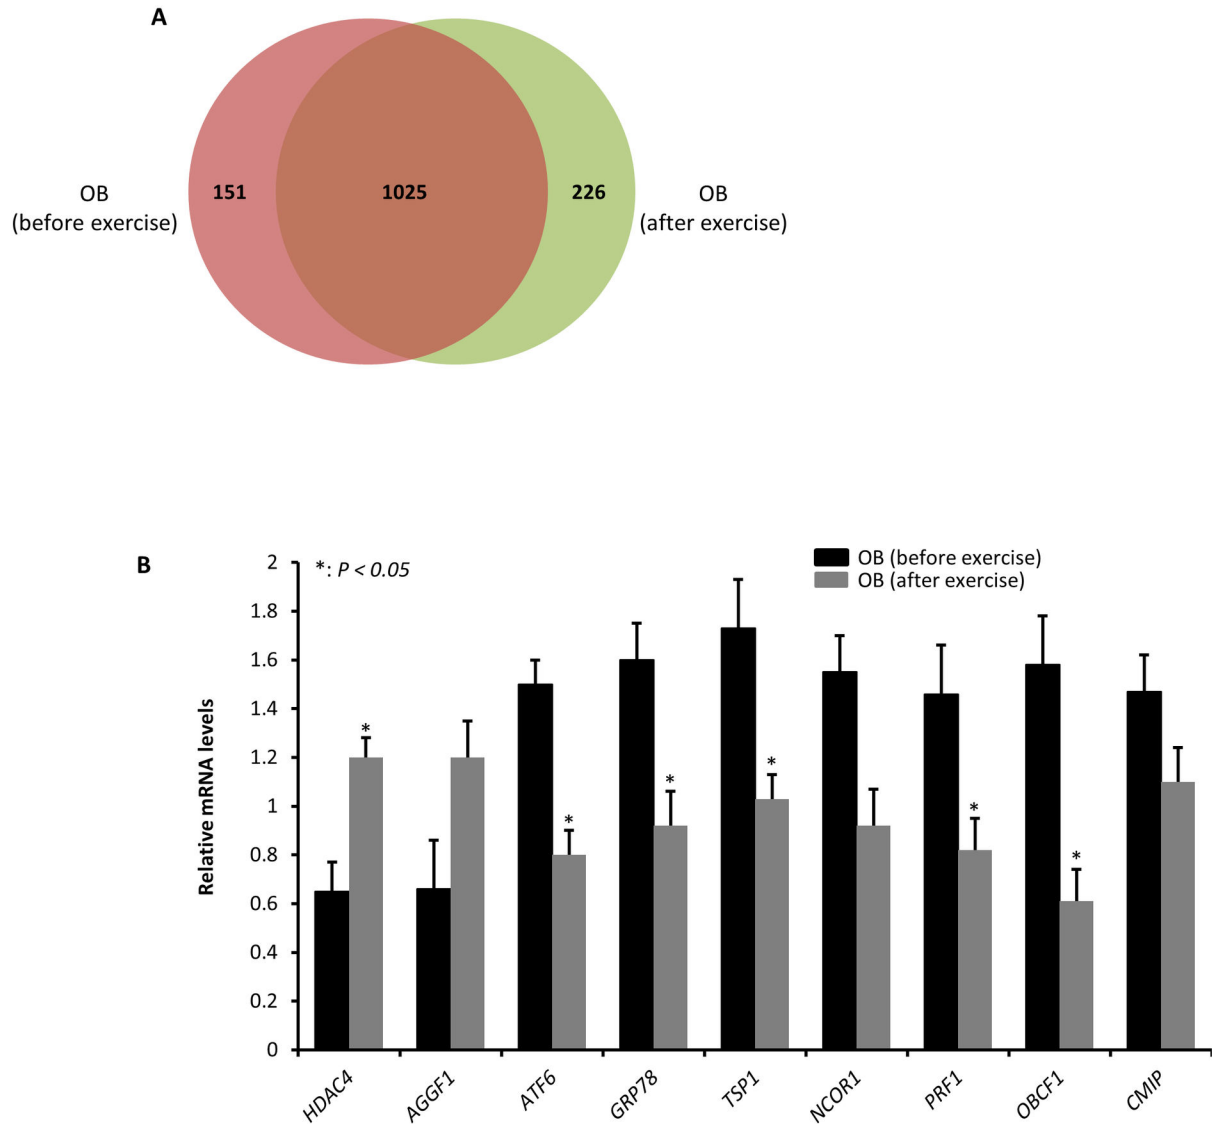 A
OB
(before exercise)
151
1025
226
OB
(after exercise)
B
*: P < 0.05
OB (before exercise)
OB (after exercise)
Relative mRNA levels
2
1.8
1.6
1.4
1.2
1
0.8
0.6
0.4
0.2
0
*
*
*
*
*
*
HDAC4
AGGF1
ATF6
GRP78
TSP1
NCOR1
PRF1
OBCF1
CMIP